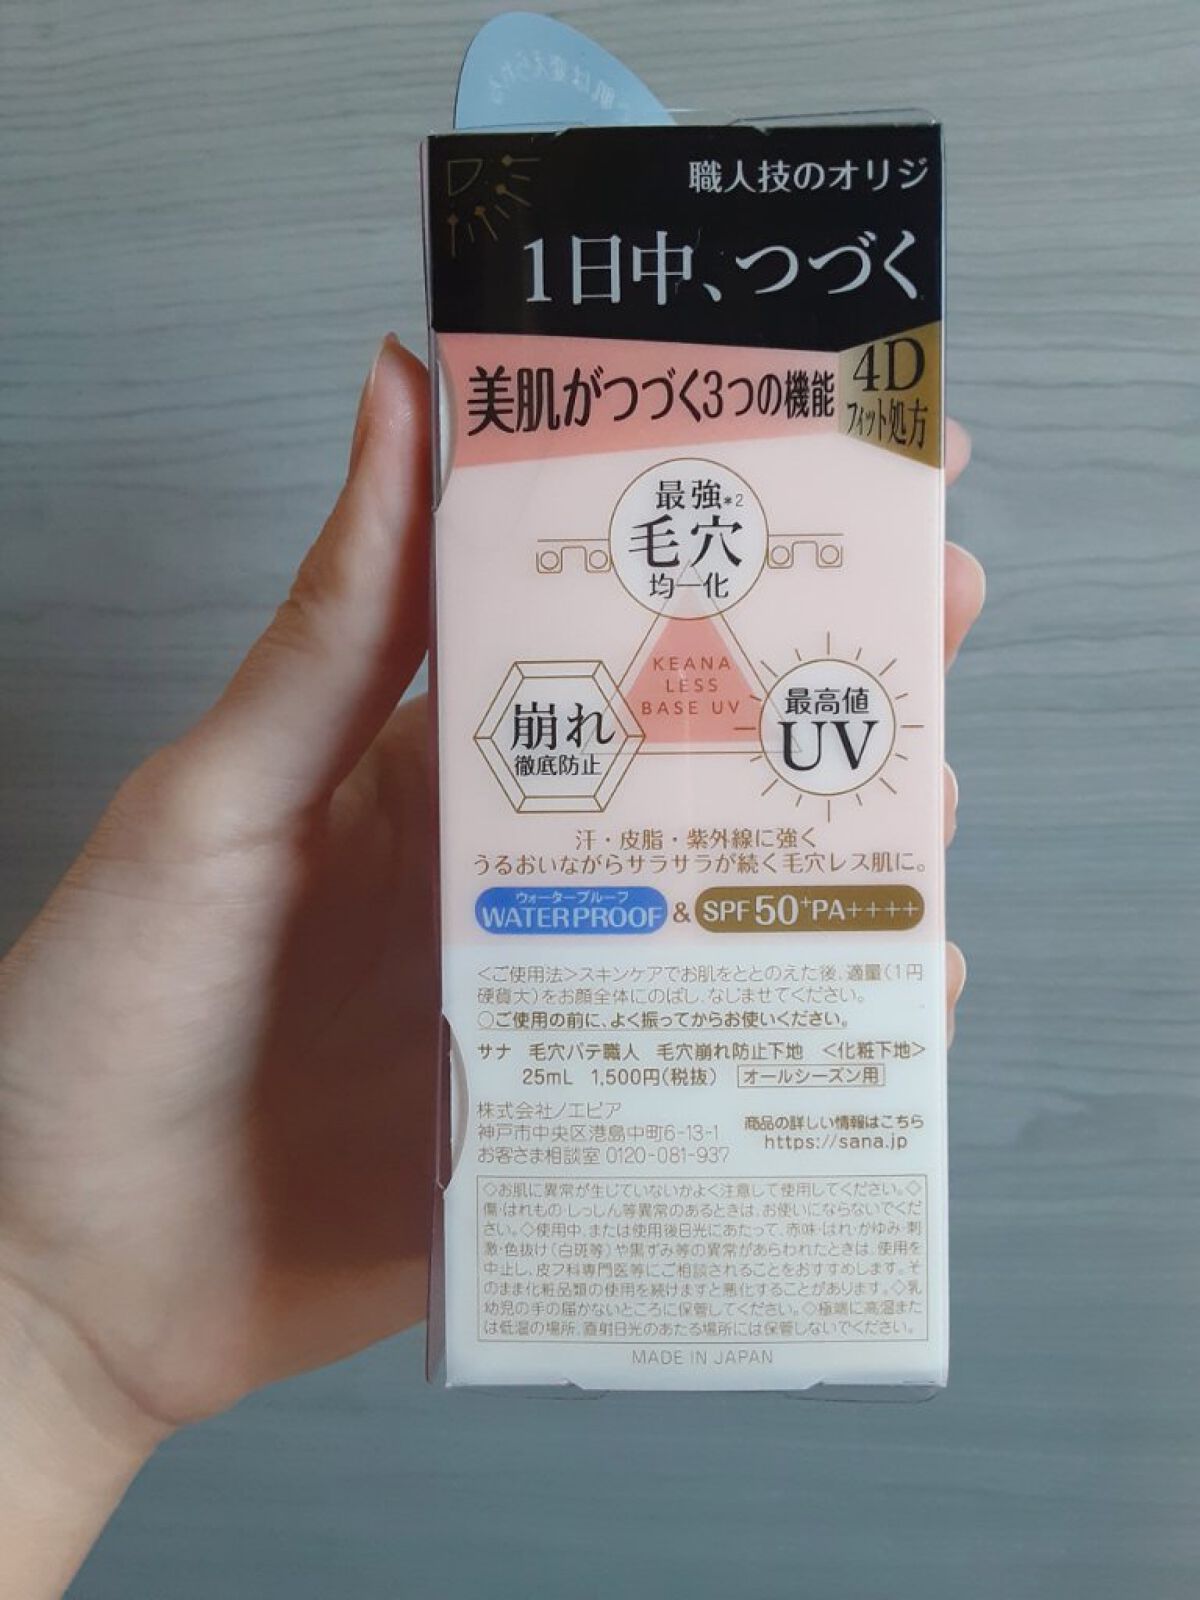 職人技のオリジ
1日中、つづく
美肌がつづく3つの機能
4D
フィット処方
最強*2
毛穴
均一化
KEANA
LESS
BASE UV
崩れ
徹底防止
最高値
UV
汗・皮脂・紫外線に強く
うるおいながらサラサラが続く毛穴レス肌に。
ウォータープルーフ
WATERPROOF & SPF50+PA++++
<ご使用法>スキンケアでお肌をととのえた後、適量(1円
硬貨大)をお顔全体にのばし、なじませてください。
○ご使用の前に、よく振ってからお使いください。
サナ 毛穴パテ職人 毛穴崩れ防止下地 <化粧下地>
25mL 1,500円(税抜) オールシーズン用
株式会社ノエビア
神戸市中央区港島中町6-13-1
お客さま相談室 0120-081-937
商品の詳しい情報はこちら
https://sana.jp
◇お肌に異常が生じていないかよく注意して使用してください。◇
傷・はれもの・しっしん等異常のあるときは、お使いにならないでくだ
さい。◇使用中、または使用後日光にあたって、赤味・はれ・かゆみ・刺
激・色抜け(白斑等)や黒ずみ等の異常があらわれたときは、使用を
中止し、皮フ科専門医等にご相談されることをおすすめします。そ
のまま化粧品類の使用を続けますと悪化することがあります。◇乳
幼児の手の届かないところに保管してください。◇極端に高温また
は低温の場所、直射日光のあたる場所には保管しないでください。
MADE IN JAPAN